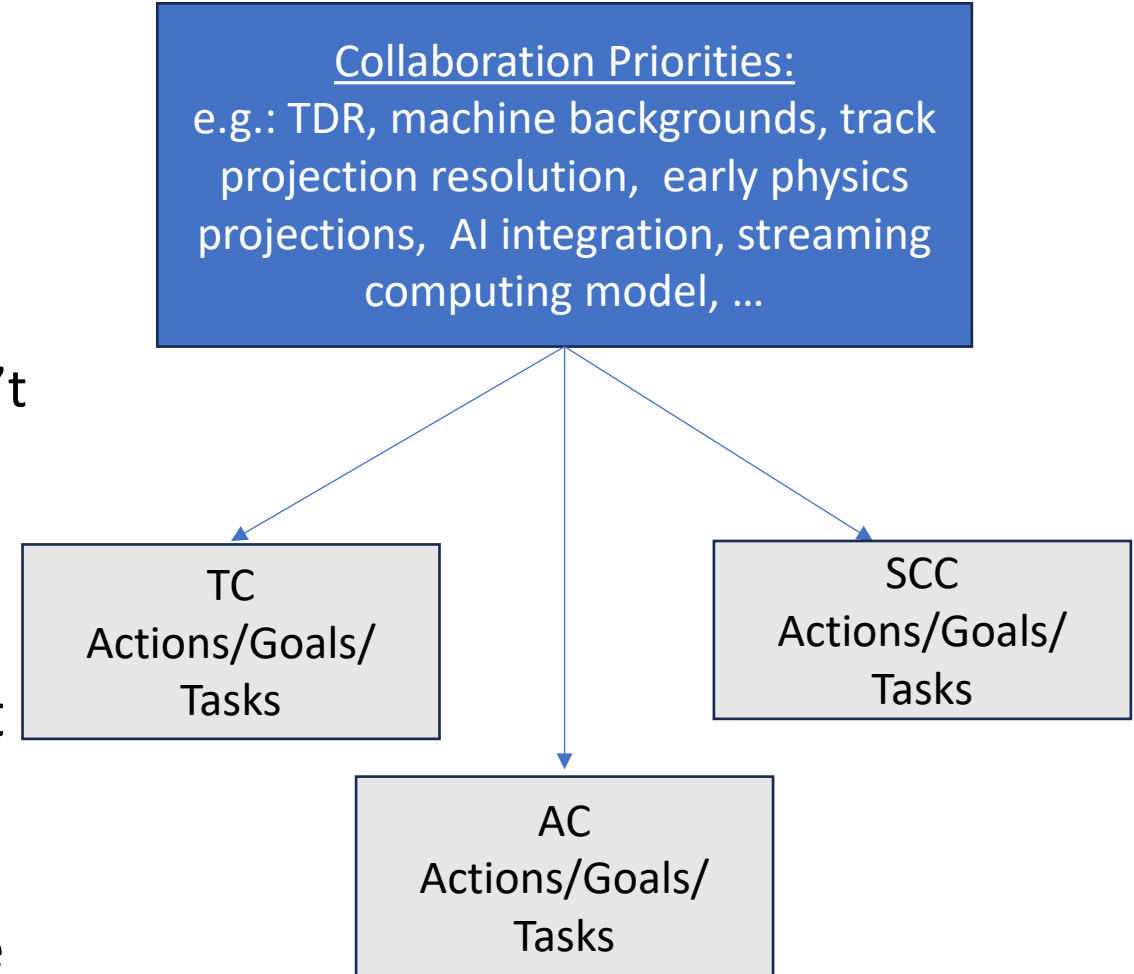 Collaboration Priorities:
e.g.: TDR, machine backgrounds, track
projection resolution, early physics
projections, AI integration, streaming
computing model, …
’t
TC
Actions/Goals/
Tasks
SCC
Actions/Goals/
Tasks
AC
Actions/Goals/
Tasks